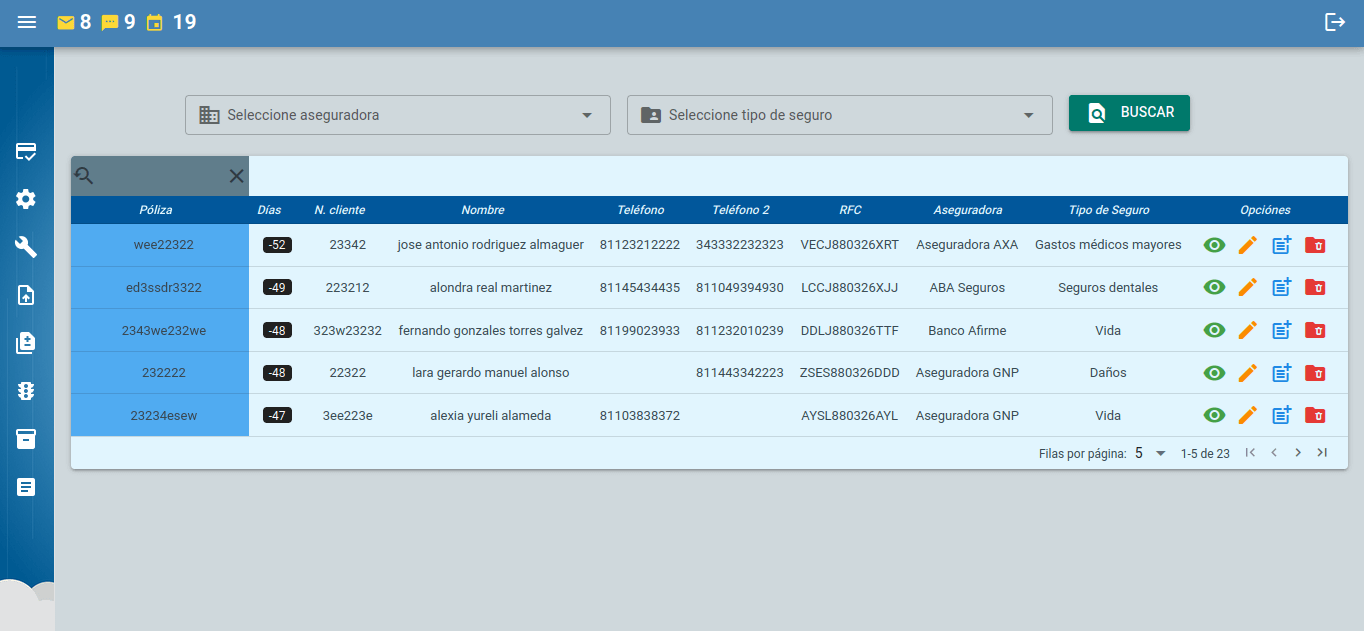 8 9 19
Seleccione aseguradora Seleccione tipo de seguro BUSCAR
Póliza Días N. cliente Nombre Teléfono Teléfono 2 RFC Aseguradora Tipo de Seguro Opciónes
wee22322 -52 23342 jose antonio rodriguez almaguer 81123212222 343332232323 VECJ880326XRT Aseguradora AXA Gastos médicos mayores
ed3ssdr3322 -49 223212 alondra real martinez 81145434435 811049394930 LCCJ880326XJJ ABA Seguros Seguros dentales
2343we232we -48 323w23232 fernando gonzales torres galvez 81199023933 811232010239 DDLJ880326TTF Banco Afirme Vida
232222 -48 22322 lara gerardo manuel alonso 811443342223 ZSES880326DDD Aseguradora GNP Daños
23234esew -47 3ee223e alexia yureli alameda 81103838372 AYSL880326AYL Aseguradora GNP Vida
Filas por página: 5 1-5 de 23